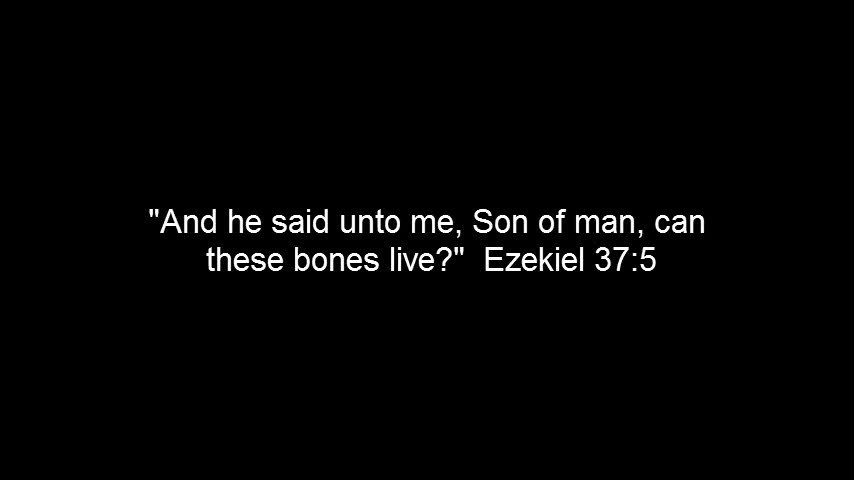 "And he said unto me, Son of man, can
these bones live?"  Ezekiel 37:5